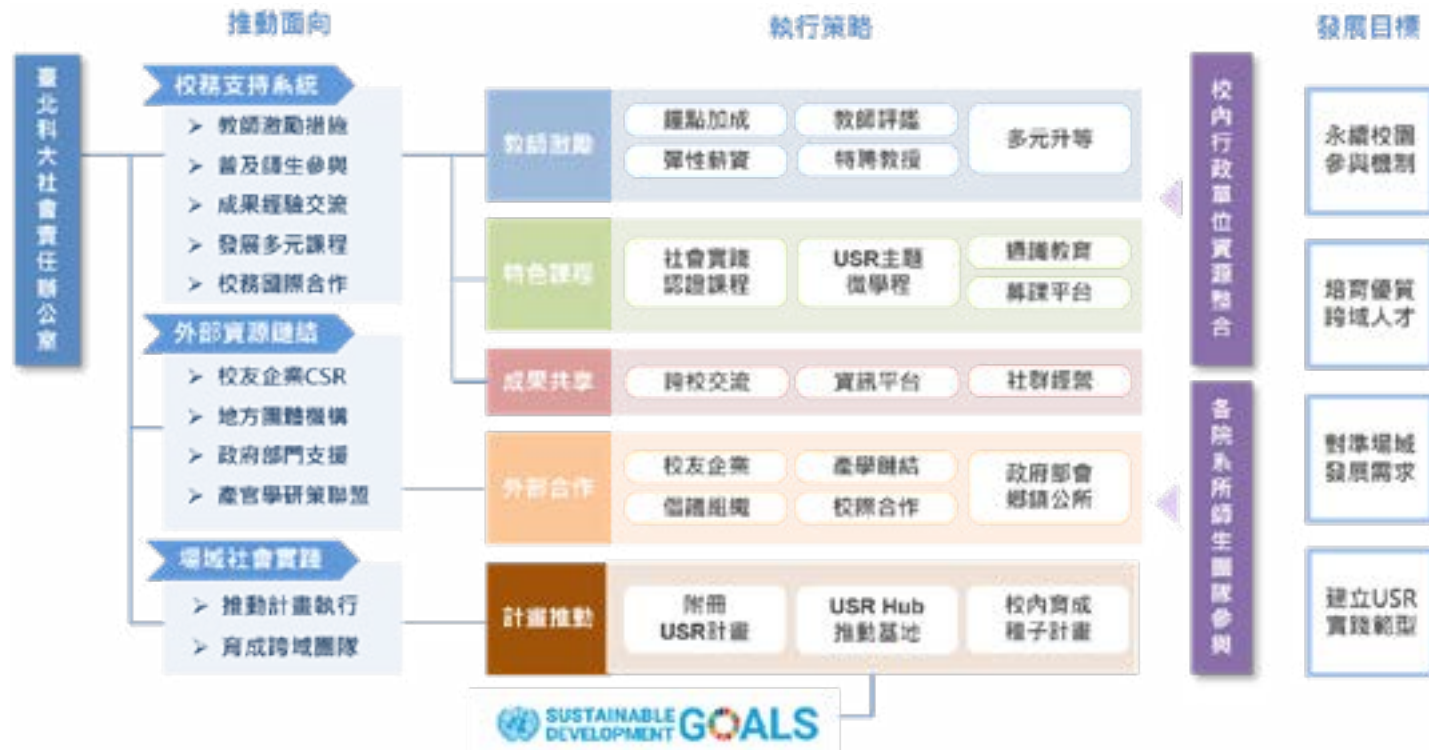 推動面向
執行策略
發展目標
臺北科大社會責任辦公室
校務支持系統
➢ 教師激勵措施
➢ 普及師生參與
➢ 成果經驗交流
➢ 發展多元課程
➢ 校務國際合作
外部資源鏈結
➢ 校友企業CSR
➢ 地方團體機構
➢ 政府部門支援
➢ 產官學研策聯盟
場域社會實踐
➢ 推動計畫執行
➢ 育成跨域團隊
教師激勵
鐘點加成
教師評鑑
多元升等
彈性薪資
特聘教授
特色課程
社會實踐
認證課程
USR主題
微學程
通識教育
募課平台
成果共享
跨校交流
資訊平台
社群經營
外部合作
校友企業
產學鏈結
政府部會
鄉鎮公所
倡議組織
校際合作
計畫推動
附冊
USR計畫
USR Hub
推動基地
校內育成
種子計畫
校內行政單位資源整合
各院系所師生團隊參與
永續校園
參與機制
培育優質
跨域人才
對準場域
發展需求
建立USR
實踐範型
SUSTAINABLE
DEVELOPMENT
GOALS